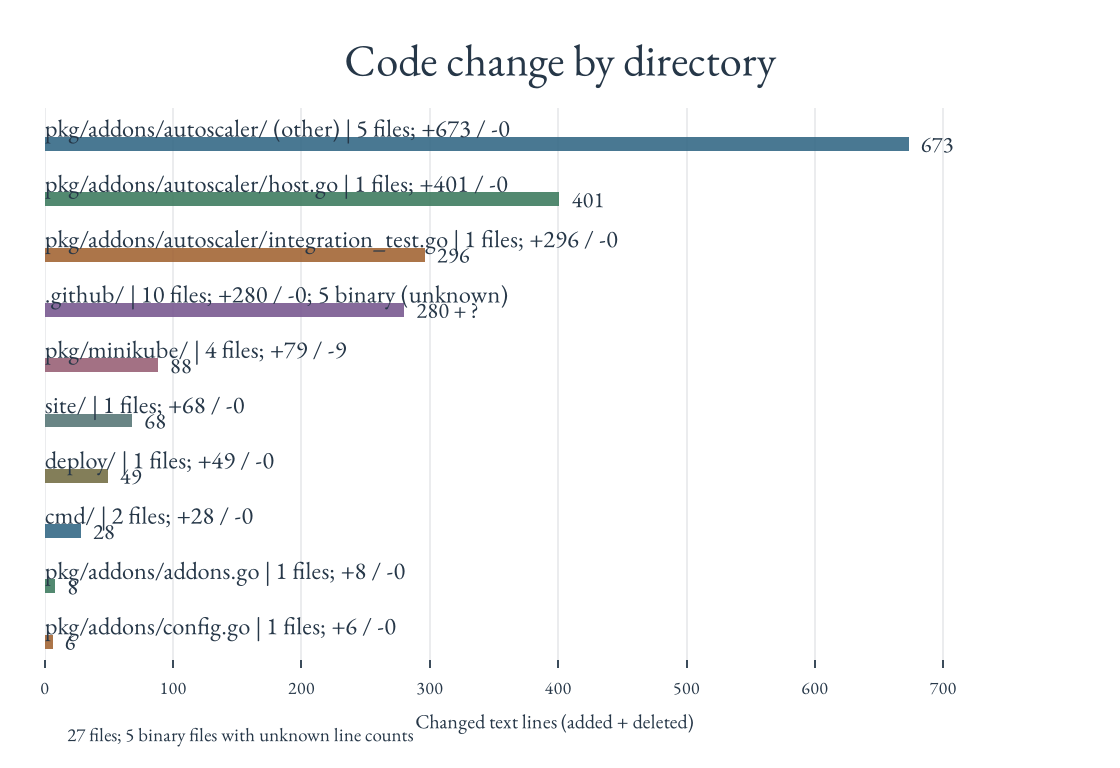 Code change by directory
pkg/addons/autoscaler/ (other) | 5 files; +673 / -0
673
pkg/addons/autoscaler/host.go | 1 files; +401 / -0
401
pkg/addons/autoscaler/integration_test.go | 1 files; +296 / -0
296
.github/ | 10 files; +280 / -0; 5 binary (unknown)
280 + ?
pkg/minikube/ | 4 files; +79 / -9
88
site/ | 1 files; +68 / -0
68
deploy/ | 1 files; +49 / -0
49
cmd/ | 2 files; +28 / -0
28
pkg/addons/addons.go | 1 files; +8 / -0
8
pkg/addons/config.go | 1 files; +6 / -0
6
0 100 200 300 400 500 600 700
Changed text lines (added + deleted)
27 files; 5 binary files with unknown line counts